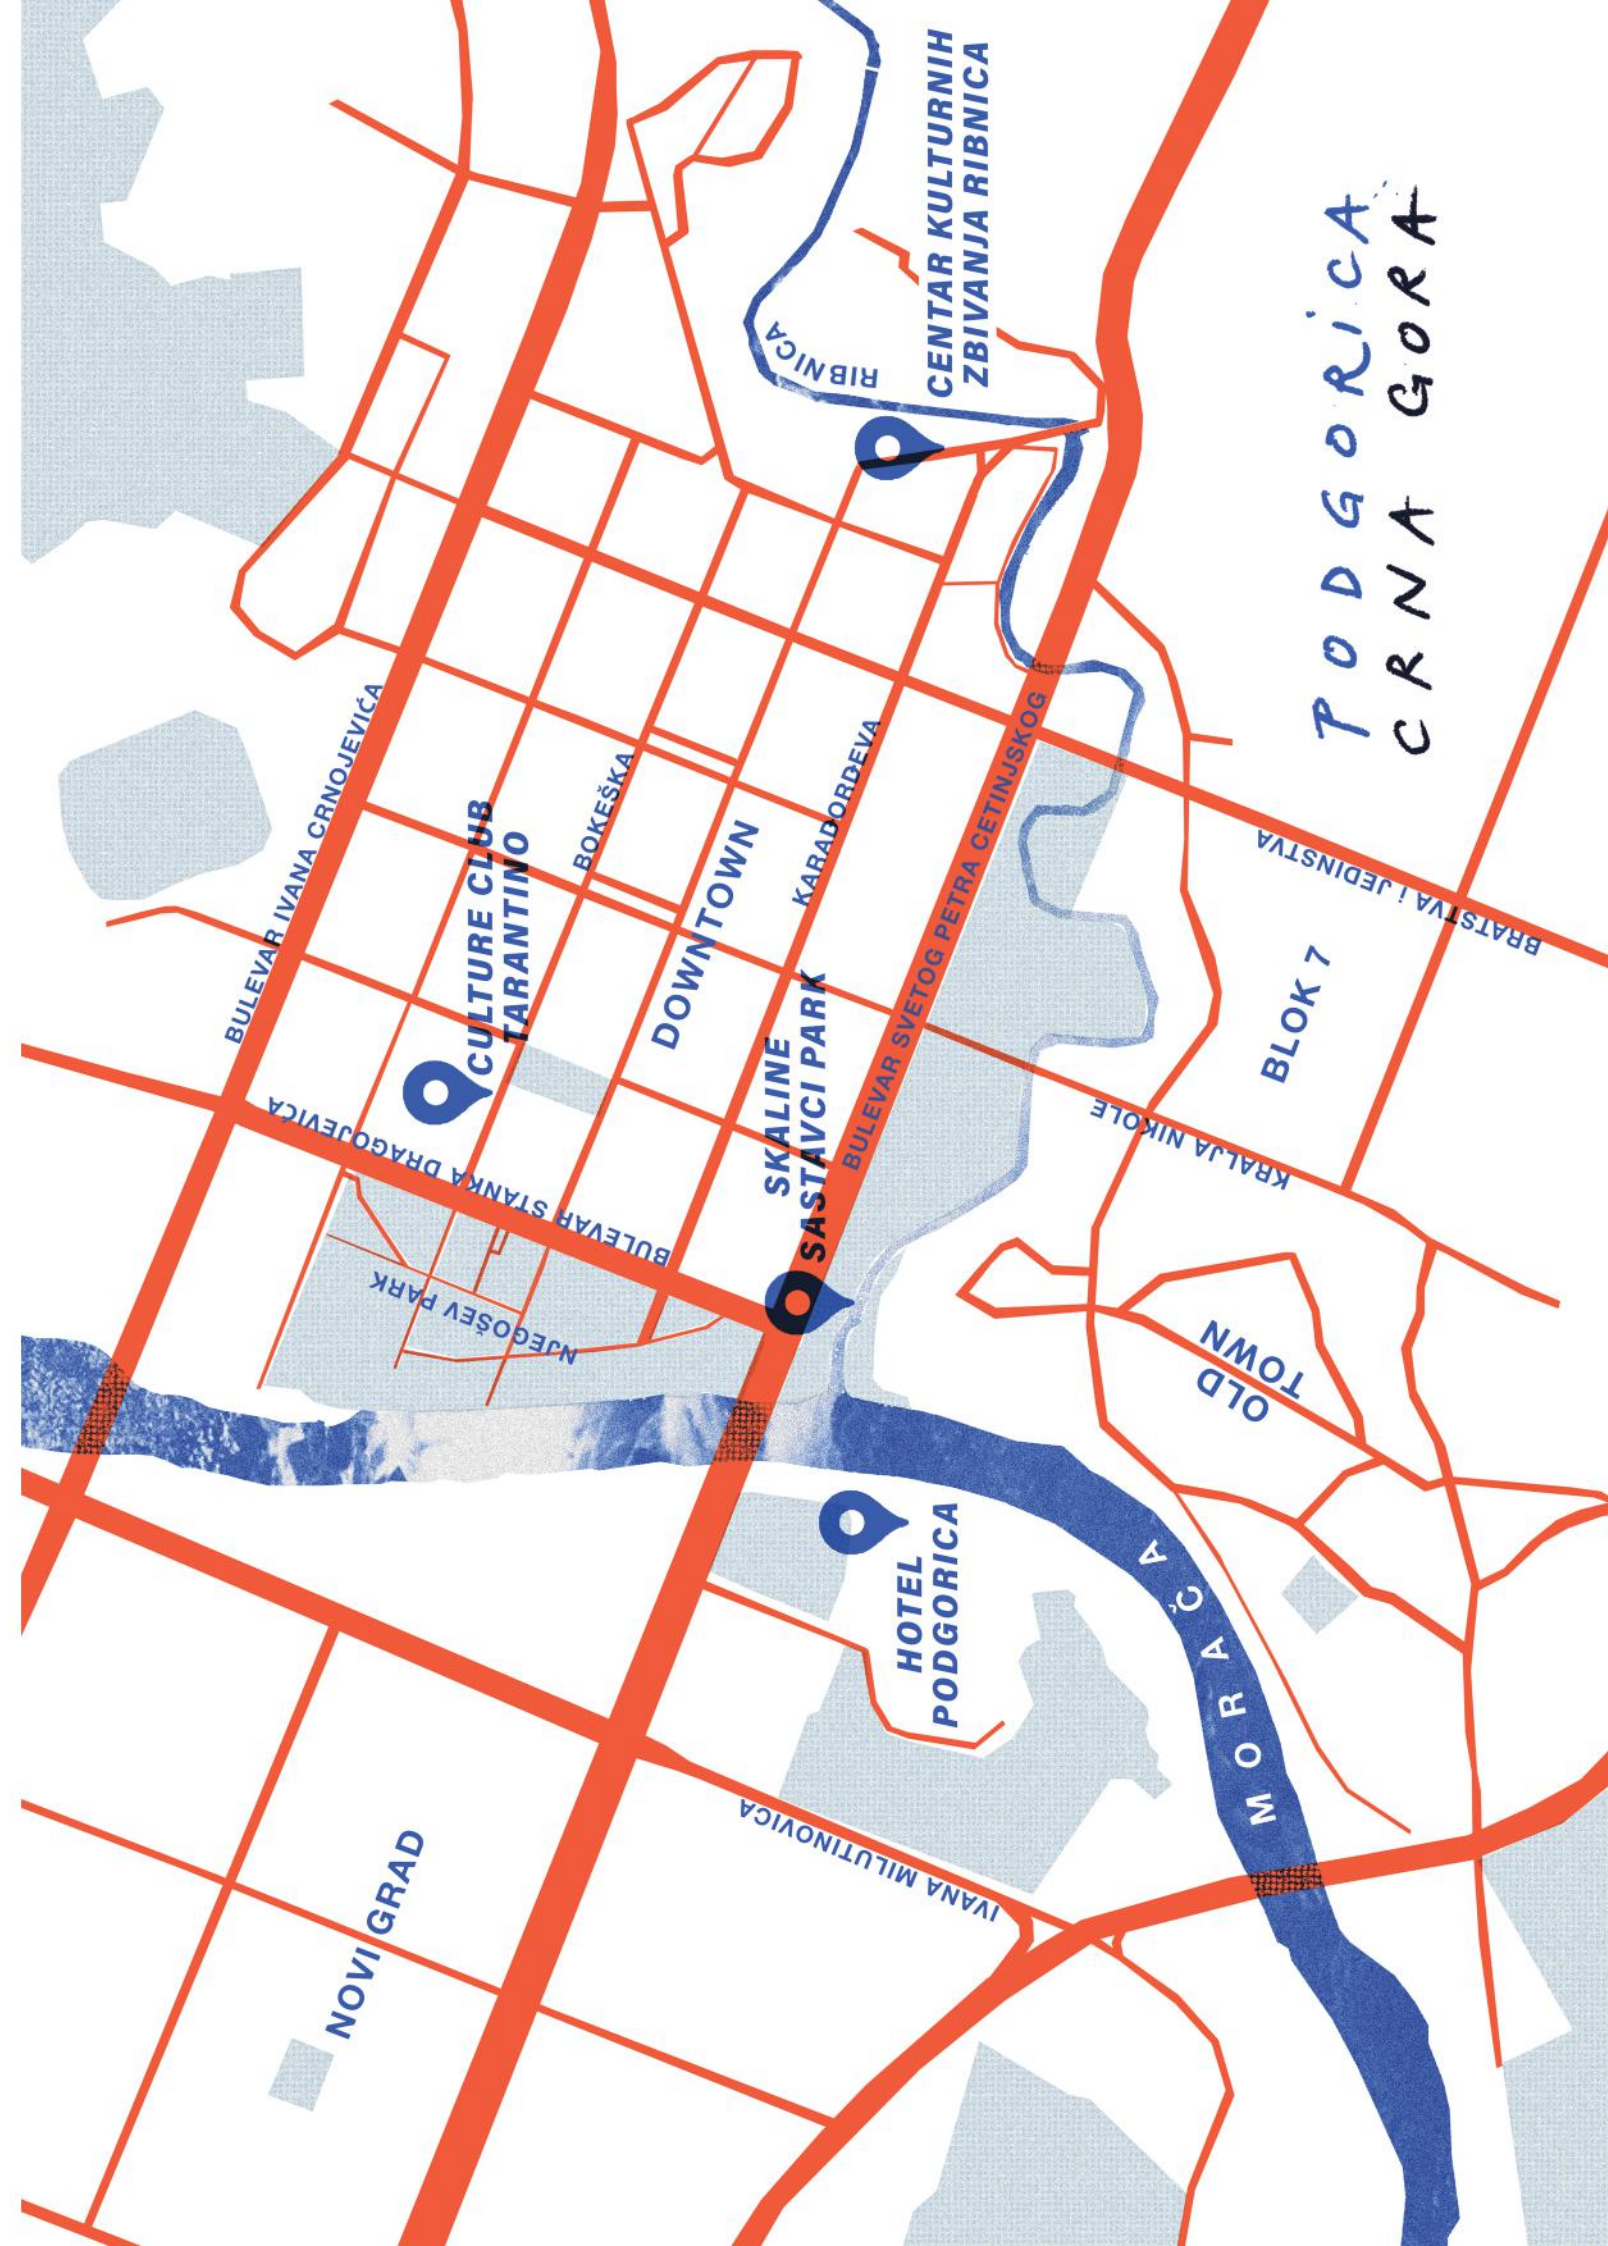 CENTAR KULTURNIH
ZBIVANJA RIBNICA
RIBNICA
PODGORICA
CRNA GORA
BULEVAR IVANA CRNOJEVIĆA
CULTURE CLUB
TARANTINO
BOKEŠKA
DOWNTOWN
KARAĐORĐEVA
BULEVAR SVETOG PETRA CETINJSKOG
BRATSTVA i JEDINSTVA
BLOK 7
KRALJA NIKOLE
SKALINE
SASTAVCI PARK
BULEVAR STANKA DRAGOJEVIĆA
NJEGOŠEV PARK
OLD
TOWN
HOTEL
PODGORICA
MORAČA
IVANA MILUTINOVICA
NOVI GRAD